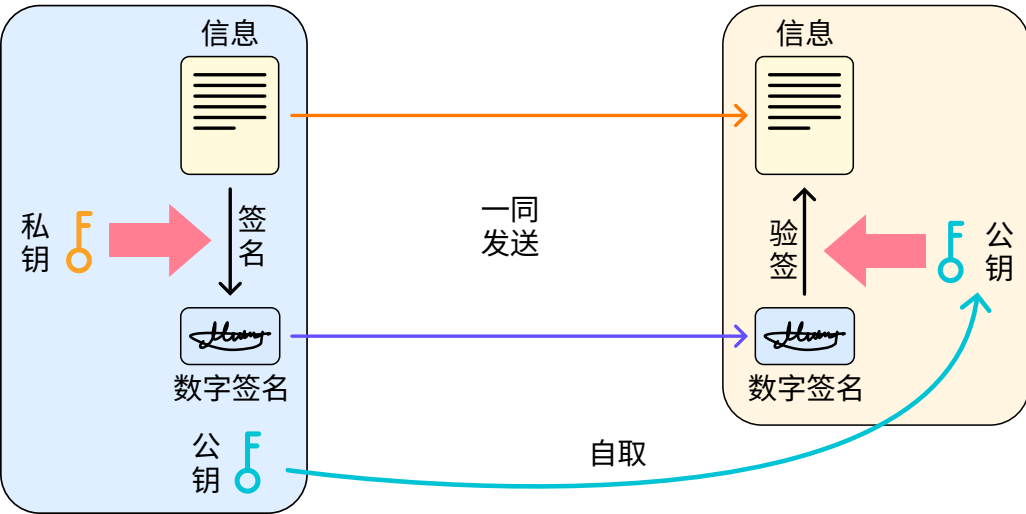 信息
私
钥
签
名
数字签名
公
钥
一同
发送
自取
信息
验
签
公
钥
数字签名